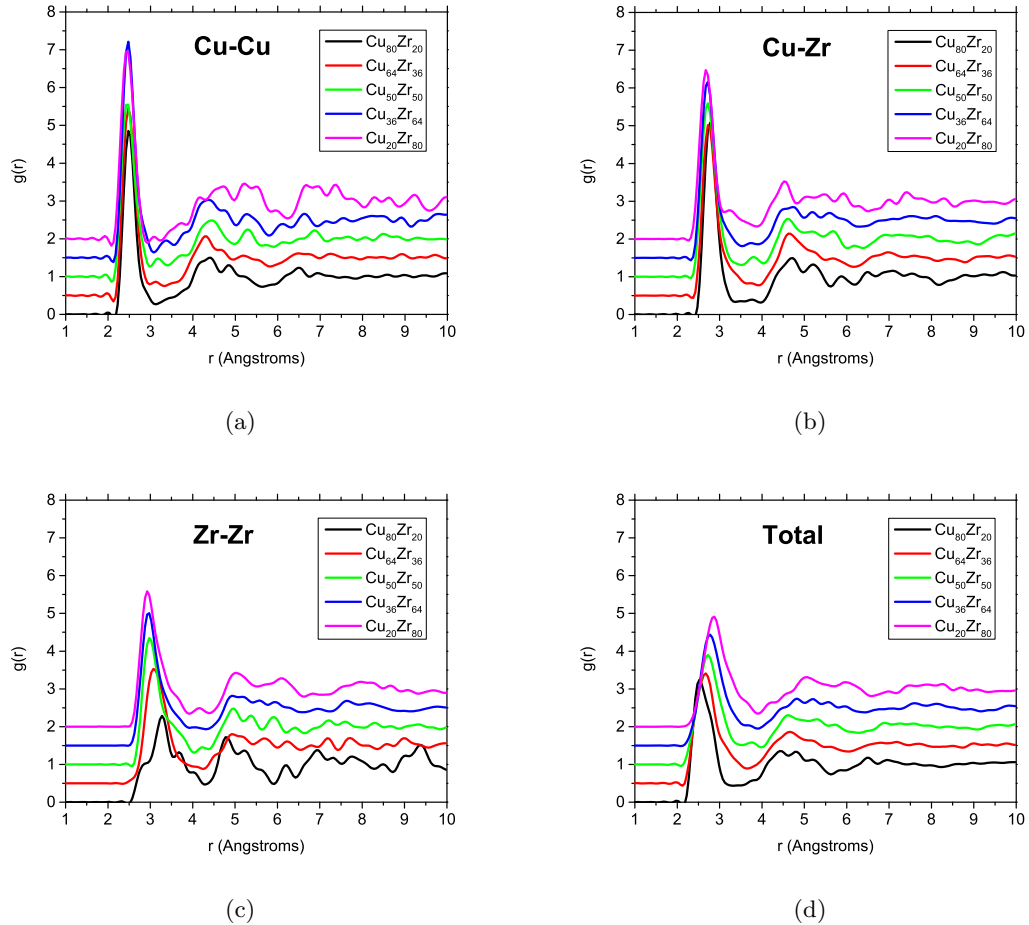 Cu-Cu
Cu₈₀Zr₂₀
Cu₆₄Zr₃₆
Cu₅₀Zr₅₀
Cu₃₆Zr₆₄
Cu₂₀Zr₈₀
g(r)
8
7
6
5
4
3
2
1
0
1 2 3 4 5 6 7 8 9 10
r (Angstroms)
(a)
Cu-Zr
Cu₈₀Zr₂₀
Cu₆₄Zr₃₆
Cu₅₀Zr₅₀
Cu₃₆Zr₆₄
Cu₂₀Zr₈₀
g(r)
8
7
6
5
4
3
2
1
0
1 2 3 4 5 6 7 8 9 10
r (Angstroms)
(b)
Zr-Zr
Cu₈₀Zr₂₀
Cu₆₄Zr₃₆
Cu₅₀Zr₅₀
Cu₃₆Zr₆₄
Cu₂₀Zr₈₀
g(r)
8
7
6
5
4
3
2
1
0
1 2 3 4 5 6 7 8 9 10
r (Angstroms)
(c)
Total
Cu₈₀Zr₂₀
Cu₆₄Zr₃₆
Cu₅₀Zr₅₀
Cu₃₆Zr₆₄
Cu₂₀Zr₈₀
g(r)
8
7
6
5
4
3
2
1
0
1 2 3 4 5 6 7 8 9 10
r (Angstroms)
(d)